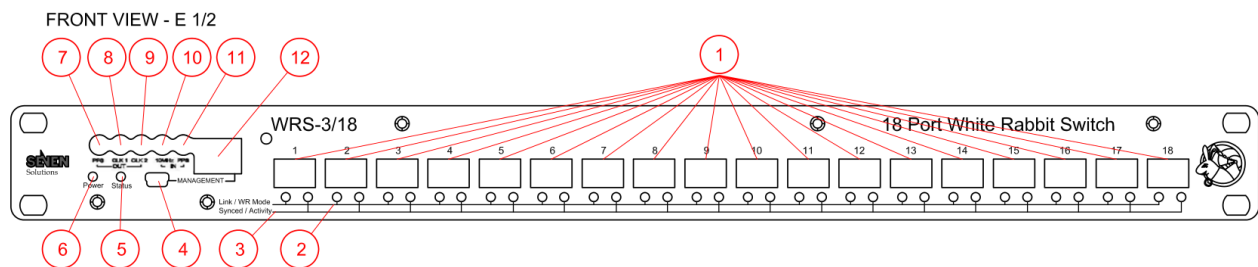 FRONT VIEW - E 1/2
7 8 9 10 11 12 1
WRS-3/18 18 Port White Rabbit Switch
PPS CLK 1 CLK 2 10MHz PPS
OUT IN
1 2 3 4 5 6 7 8 9 10 11 12 13 14 15 16 17 18
Solutions
Power Status MANAGEMENT
Link / WR Mode
Synced / Activity
6 5 4 3 2